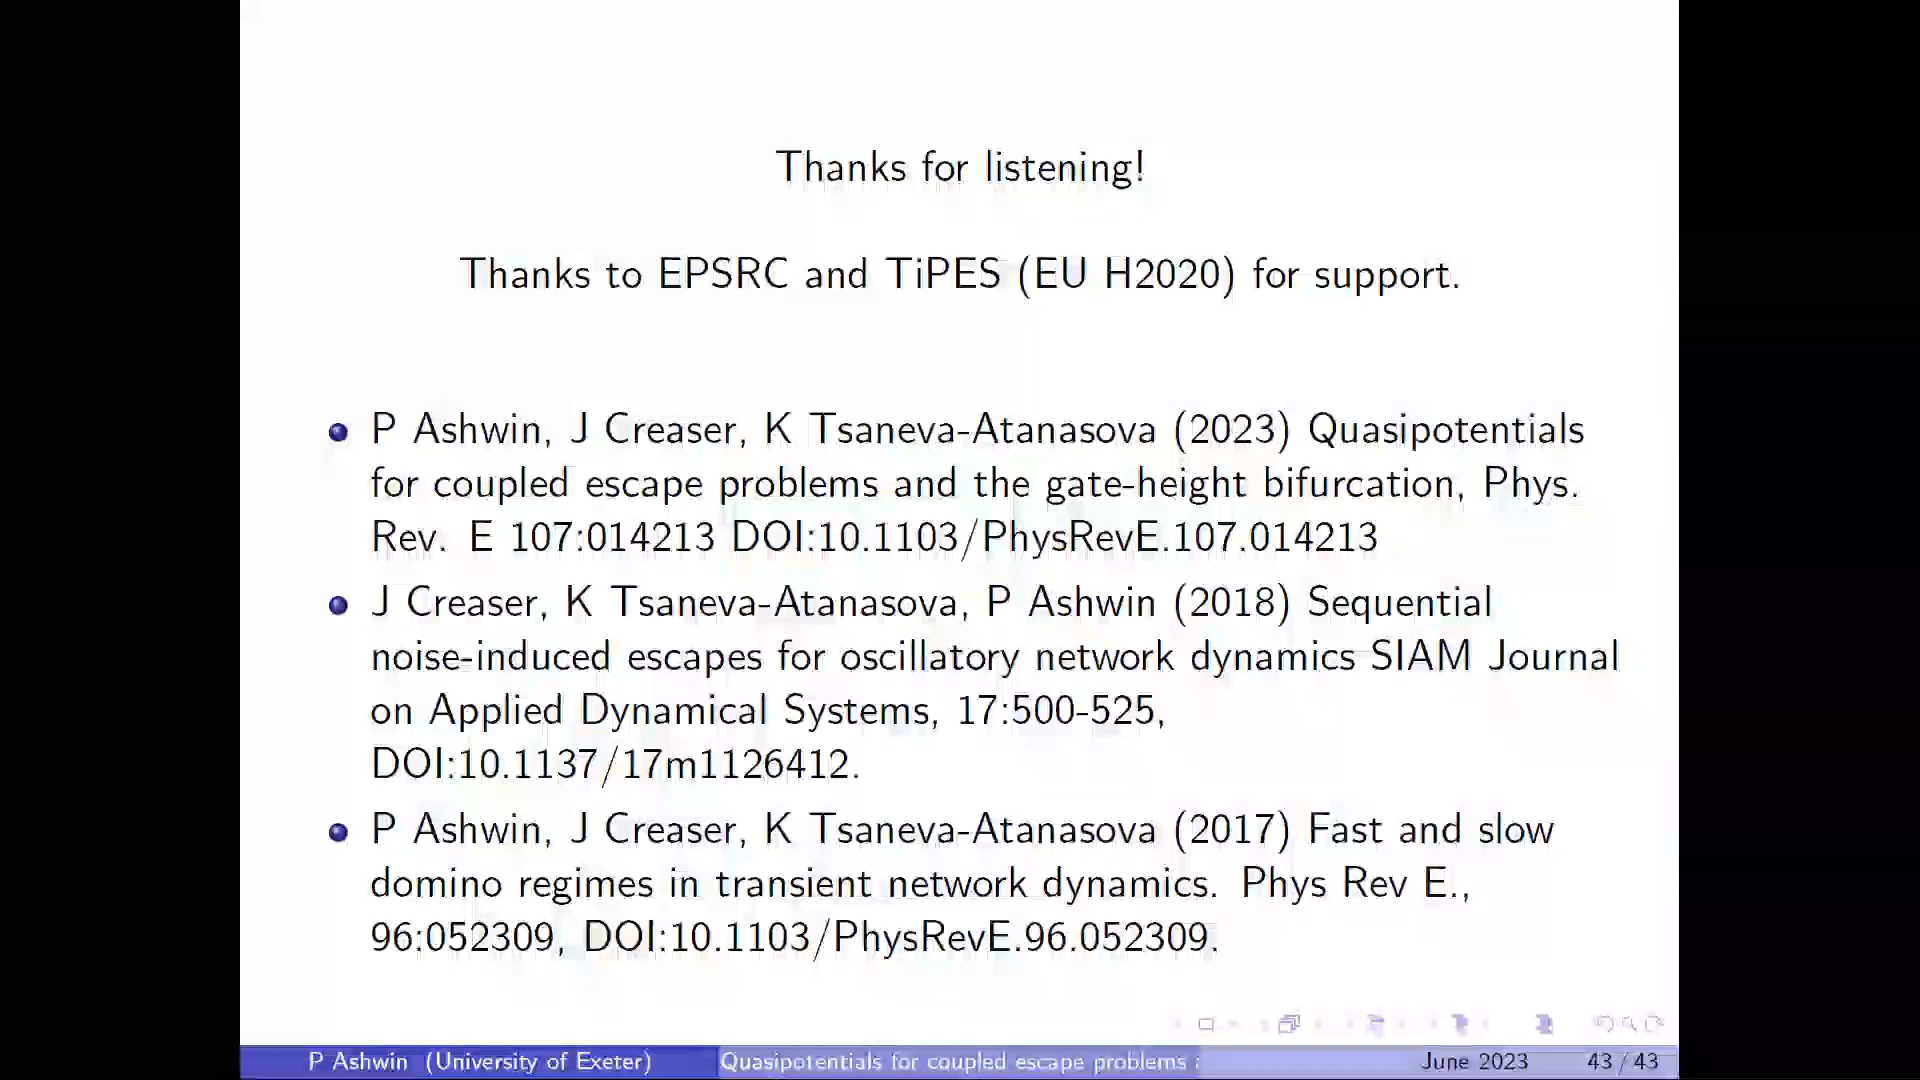 Thanks for listening!
Thanks to EPSRC and TiPES (EU H2020) for support.
P Ashwin, J Creaser, K Tsaneva-Atanasova (2023) Quasipotentials
for coupled escape problems and the gate-height bifurcation, Phys.
Rev. E 107:014213 DOI:10.1103/PhysRevE.107.014213
J Creaser, K Tsaneva-Atanasova, P Ashwin (2018) Sequential
noise-induced escapes for oscillatory network dynamics SIAM Journal
on Applied Dynamical Systems, 17:500-525,
DOI:10.1137/17m1126412.
P Ashwin, J Creaser, K Tsaneva-Atanasova (2017) Fast and slow
domino regimes in transient network dynamics. Phys Rev E.,
96:052309, DOI:10.1103/PhysRevE.96.052309.
P Ashwin (University of Exeter) Quasipotentials for coupled escape problems June 2023 43 / 43